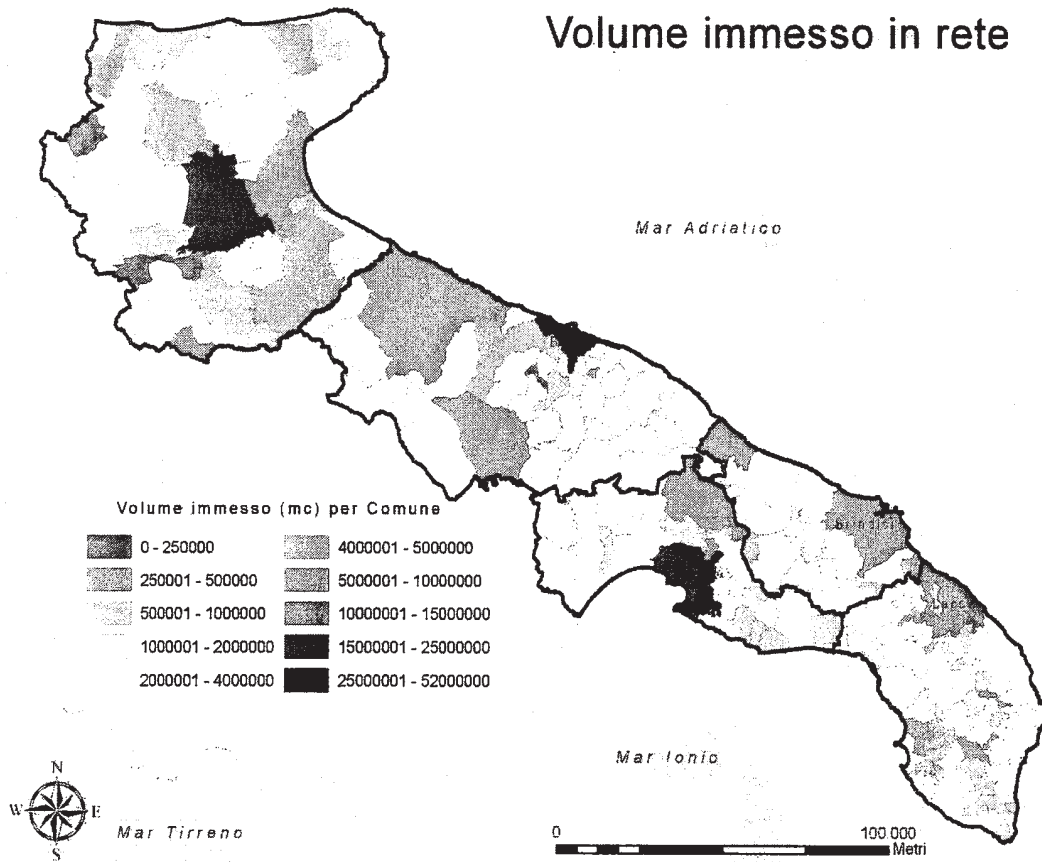 Volume immesso in rete
Mar Adriatico
Volume immesso (mc) per Comune
0 - 250000
250001 - 500000
500001 - 1000000
1000001 - 2000000
2000001 - 4000000
4000001 - 5000000
5000001 - 10000000
10000001 - 15000000
15000001 - 25000000
25000001 - 52000000
Mar Ionio
Mar Tirreno
N
W
E
S
0
100.000
Metri